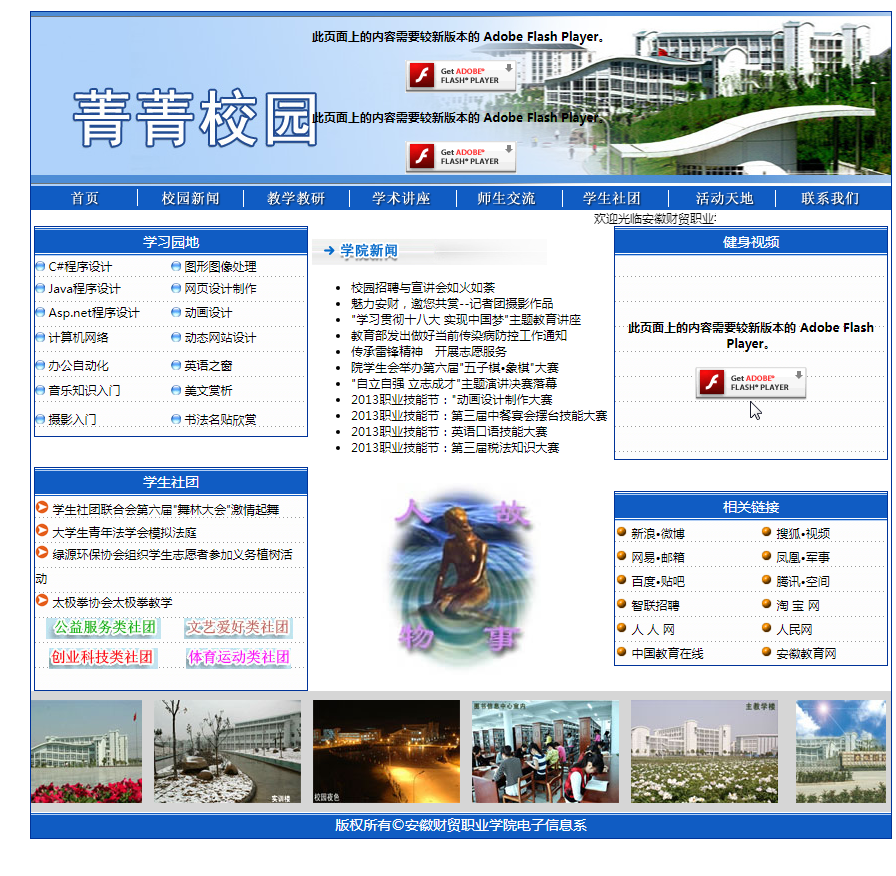 此页面上的内容需要较新版本的 Adobe Flash Player。
Get ADOBE®
FLASH® PLAYER
菁菁校园
此页面上的内容需要较新版本的 Adobe Flash Player。
Get ADOBE®
FLASH® PLAYER
首页 校园新闻 教学教研 学术讲座 师生交流 学生社团 活动天地 联系我们
欢迎光临安徽财贸职业:
学习园地
C#程序设计 图形图像处理
Java程序设计 网页设计制作
Asp.net程序设计 动画设计
计算机网络 动态网站设计
办公自动化 英语之窗
音乐知识入门 美文赏析
摄影入门 书法名贴欣赏
学院新闻
校园招聘与宣讲会如火如荼
魅力安财，邀您共赏--记者团摄影作品
"学习贯彻十八大 实现中国梦"主题教育讲座
教育部发出做好当前传染病防控工作通知
传承雷锋精神　开展志愿服务
院学生会举办第六届"五子棋•象棋"大赛
"自立自强 立志成才"主题演讲决赛落幕
2013职业技能节："动画设计制作大赛
2013职业技能节：第三届中餐宴会摆台技能大赛
2013职业技能节：英语口语技能大赛
2013职业技能节：第三届税法知识大赛
健身视频
此页面上的内容需要较新版本的 Adobe Flash
Player。
Get ADOBE®
FLASH® PLAYER
学生社团
学生社团联合会第六届"舞林大会"激情起舞
大学生青年法学会模拟法庭
绿源环保协会组织学生志愿者参加义务植树活
动
太极拳协会太极拳教学
公益服务类社团 文艺爱好类社团
创业科技类社团 体育运动类社团
人 故
物 事
相关链接
新浪•微博 搜狐•视频
网易•邮箱 凤凰•军事
百度•贴吧 腾讯•空间
智联招聘 淘 宝 网
人 人 网 人民网
中国教育在线 安徽教育网
实训楼
校园夜色
图书信息中心室内
主教学楼
版权所有©安徽财贸职业学院电子信息系